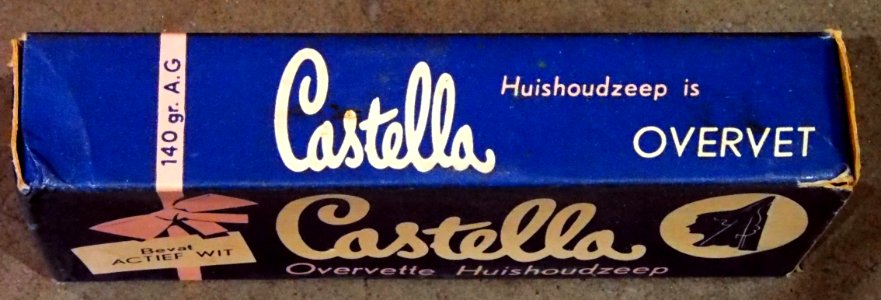 140 gr. A.G
Castella
Huishoudzeep is
OVERVET
Bevat
ACTIEF WIT
Castella
Overvette Huishoudzeep